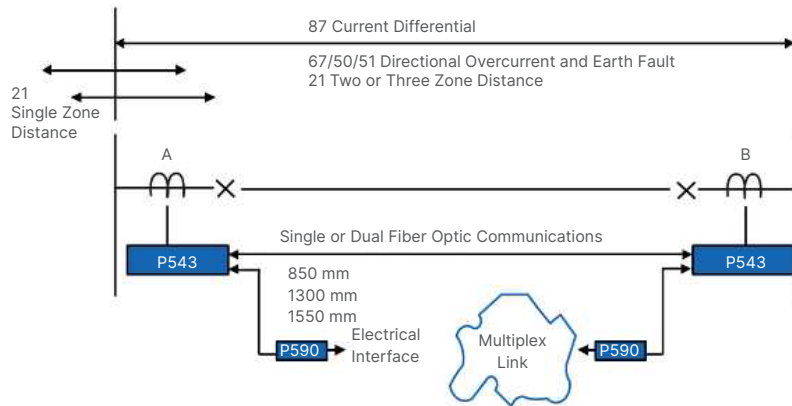 87 Current Differential
67/50/51 Directional Overcurrent and Earth Fault
21 Two or Three Zone Distance
21
Single Zone
Distance
A
B
Single or Dual Fiber Optic Communications
P543
P543
850 mm
1300 mm
1550 mm
P590
Electrical
Interface
Multiplex
Link
P590